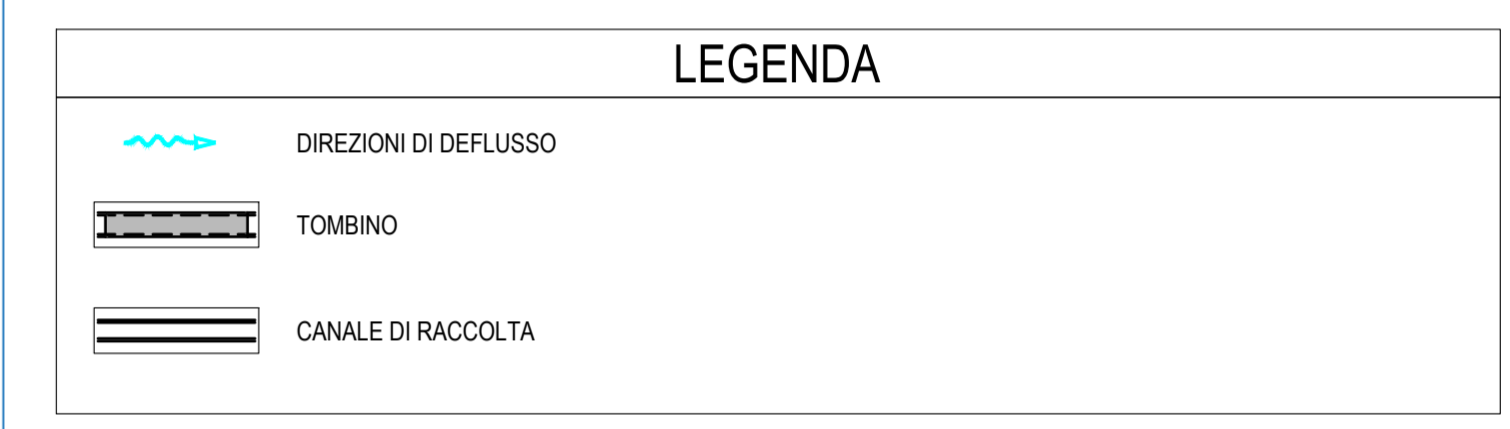 LEGENDA
DIREZIONI DI DEFLUSSO
TOMBINO
CANALE DI RACCOLTA